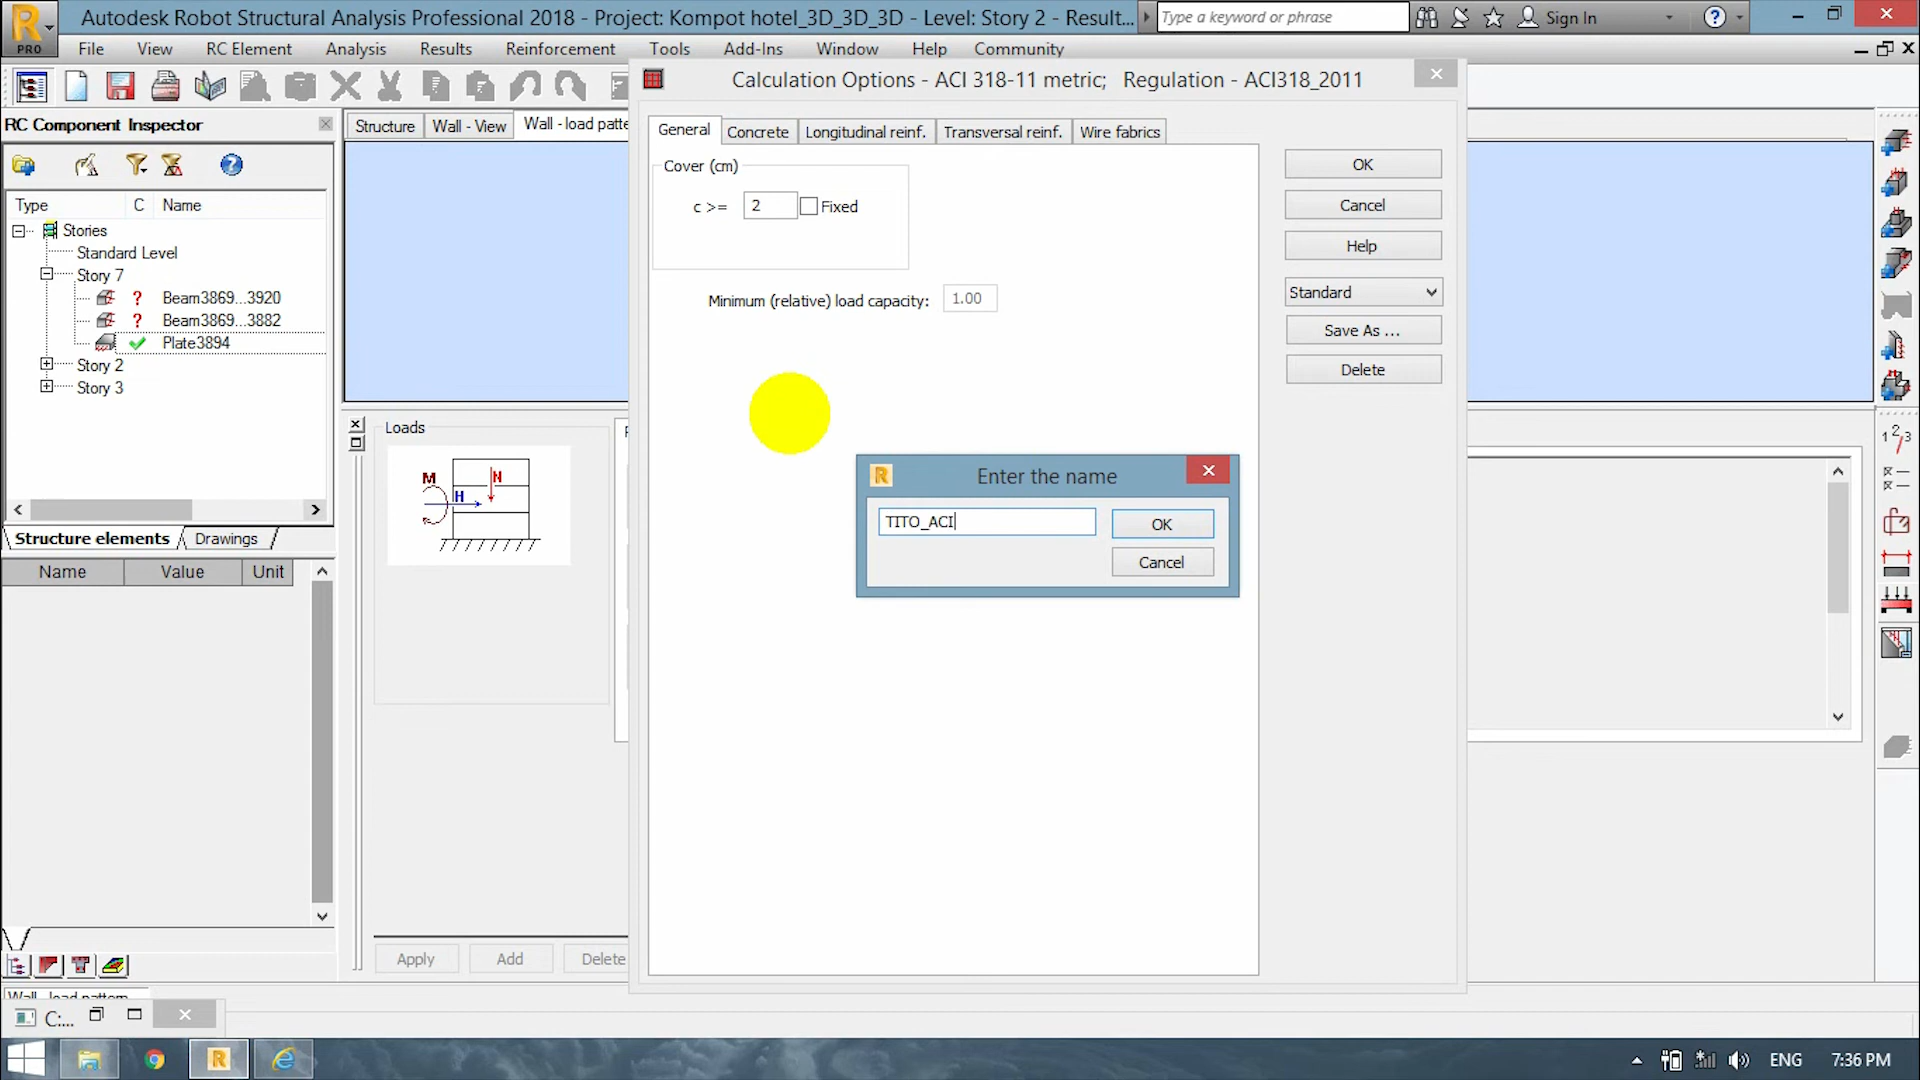 Autodesk Robot Structural Analysis Professional 2018 - Project: Kompot hotel_3D_3D_3D - Level: Story 2 - Result...
Type a keyword or phrase
Sign In
PRO
File View RC Element Analysis Results Reinforcement Tools Add-Ins Window Help Community
Calculation Options - ACI 318-11 metric; Regulation - ACI318_2011
RC Component Inspector
Structure
Wall - View
Wall - load patte
General
Concrete
Longitudinal reinf.
Transversal reinf.
Wire fabrics
Cover (cm)
c >= 2 Fixed
Minimum (relative) load capacity: 1.00
OK
Cancel
Help
Standard
Save As ...
Delete
Type C Name
Stories
Standard Level
Story 7
? Beam3869...3920
? Beam3869...3882
Plate3894
Story 2
Story 3
Structure elements
Drawings
Name Value Unit
Loads
M
N
H
Enter the name
TITO_ACI
OK
Cancel
Apply
Add
Delete
C:...
ENG
7:36 PM